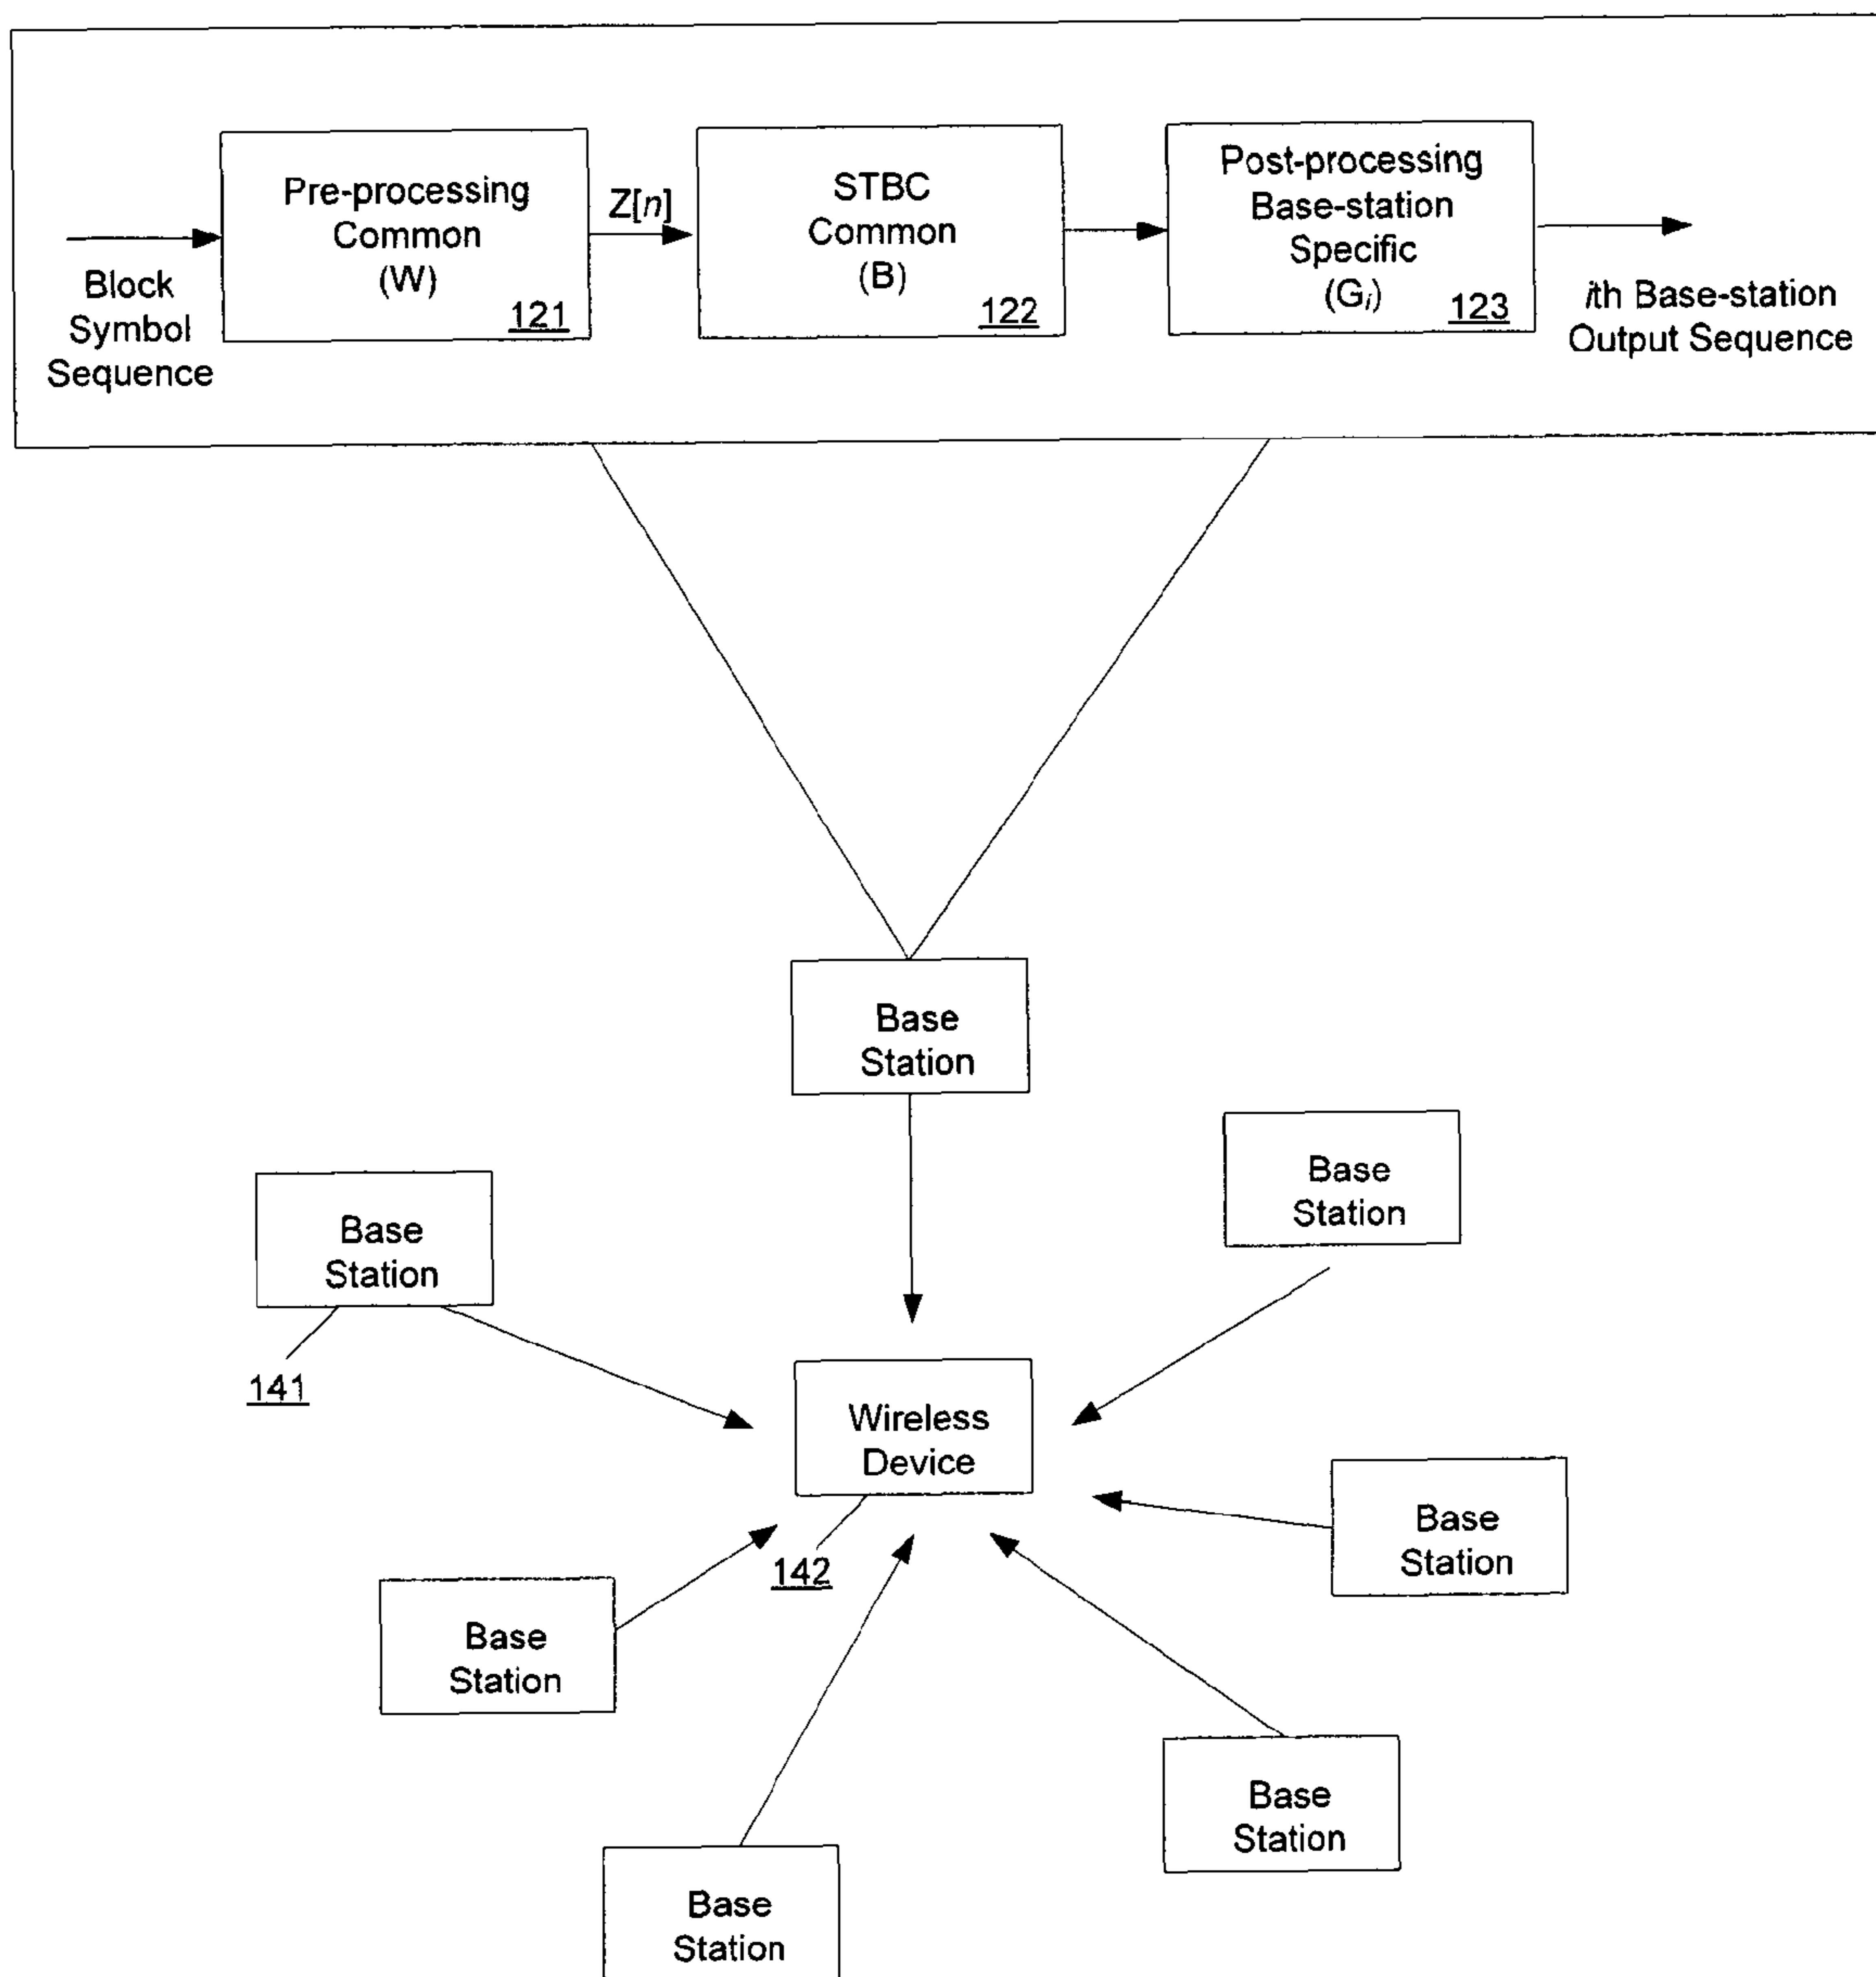 Block
Symbol
Sequence
Pre-processing
Common
(W)
121
Z[n]
STBC
Common
(B)
122
Post-processing
Base-station
Specific
(Gi)
123
ith Base-station
Output Sequence
Base
Station
Base
Station
Base
Station
141
Wireless
Device
142
Base
Station
Base
Station
Base
Station
Base
Station